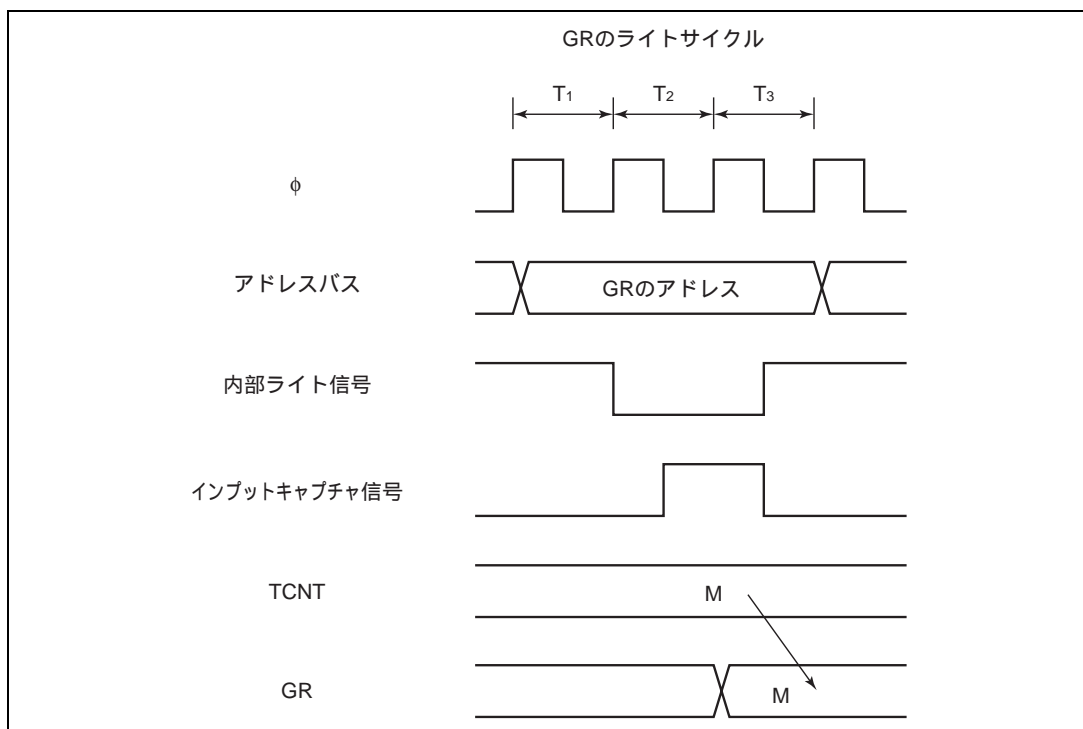 GRのライトサイクル
T1 T2 T3
φ
アドレスバス GRのアドレス
内部ライト信号
インプットキャプチャ信号
TCNT M
GR M